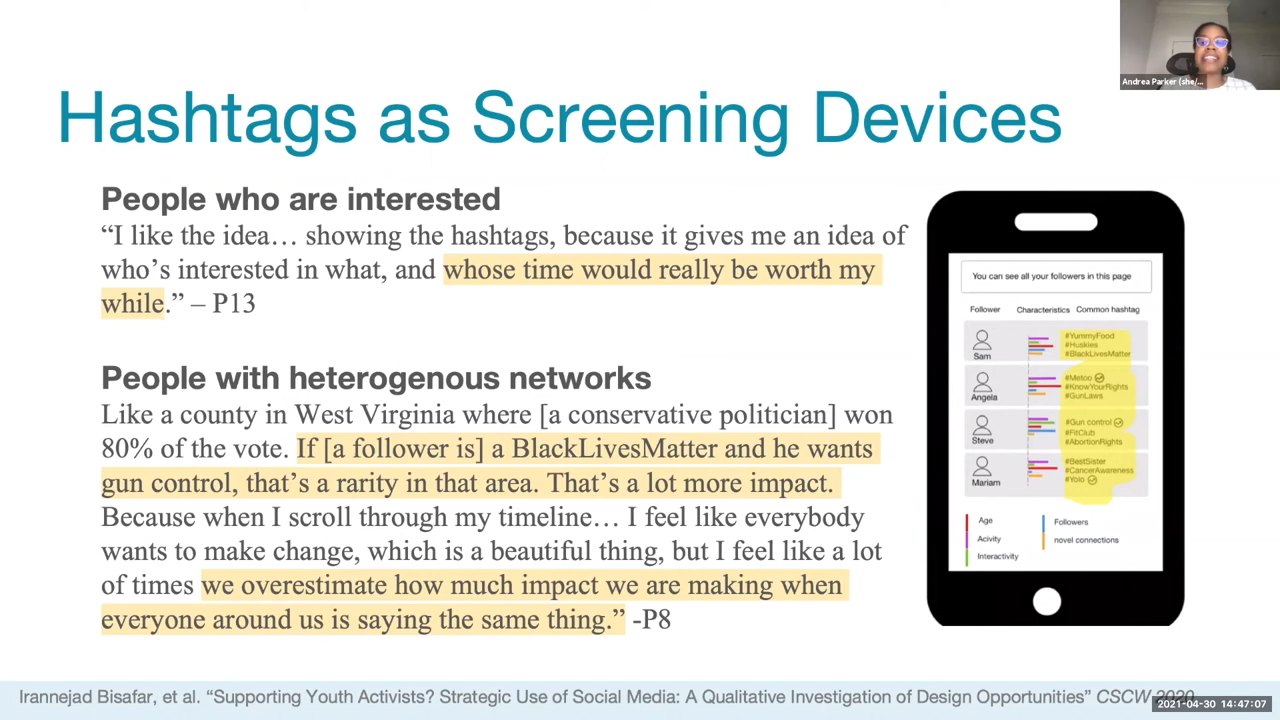 Andrea Parker (she/...
Hashtags as Screening Devices
People who are interested
“I like the idea… showing the hashtags, because it gives me an idea of
who’s interested in what, and whose time would really be worth my
while.” – P13
People with heterogenous networks
Like a county in West Virginia where [a conservative politician] won
80% of the vote. If [a follower is] a BlackLivesMatter and he wants
gun control, that’s a rarity in that area. That’s a lot more impact.
Because when I scroll through my timeline… I feel like everybody
wants to make change, which is a beautiful thing, but I feel like a lot
of times we overestimate how much impact we are making when
everyone around us is saying the same thing.” -P8
You can see all your followers in this page
Follower Characteristics Common hashtag
Sam
#YummyFood
#Huskies
#BlackLivesMatter
Angela
#Metoo
#KnowYourRights
#GunLaws
Steve
#Gun control
#FitClub
#AbortionRights
Mariam
#BestSister
#CancerAwareness
#Yolo
Age
Acivity
Interactivity
Followers
novel connections
Irannejad Bisafar, et al. “Supporting Youth Activists? Strategic Use of Social Media: A Qualitative Investigation of Design Opportunities” CSCW 2020
2021-04-30 14:47:07